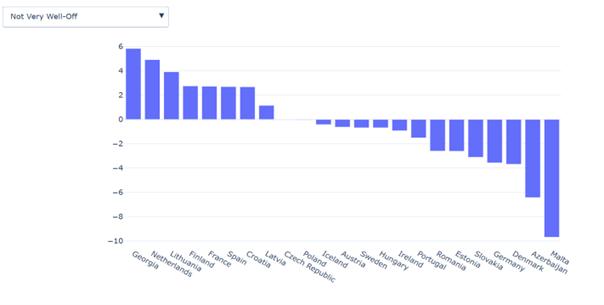 Not Very Well-Off ▼
6
4
2
0
−2
−4
−6
−8
−10
Georgia
Netherlands
Lithuania
Finland
France
Spain
Croatia
Latvia
Czech Republic
Poland
Iceland
Austria
Sweden
Hungary
Ireland
Portugal
Romania
Estonia
Slovakia
Germany
Denmark
Azerbaijan
Malta